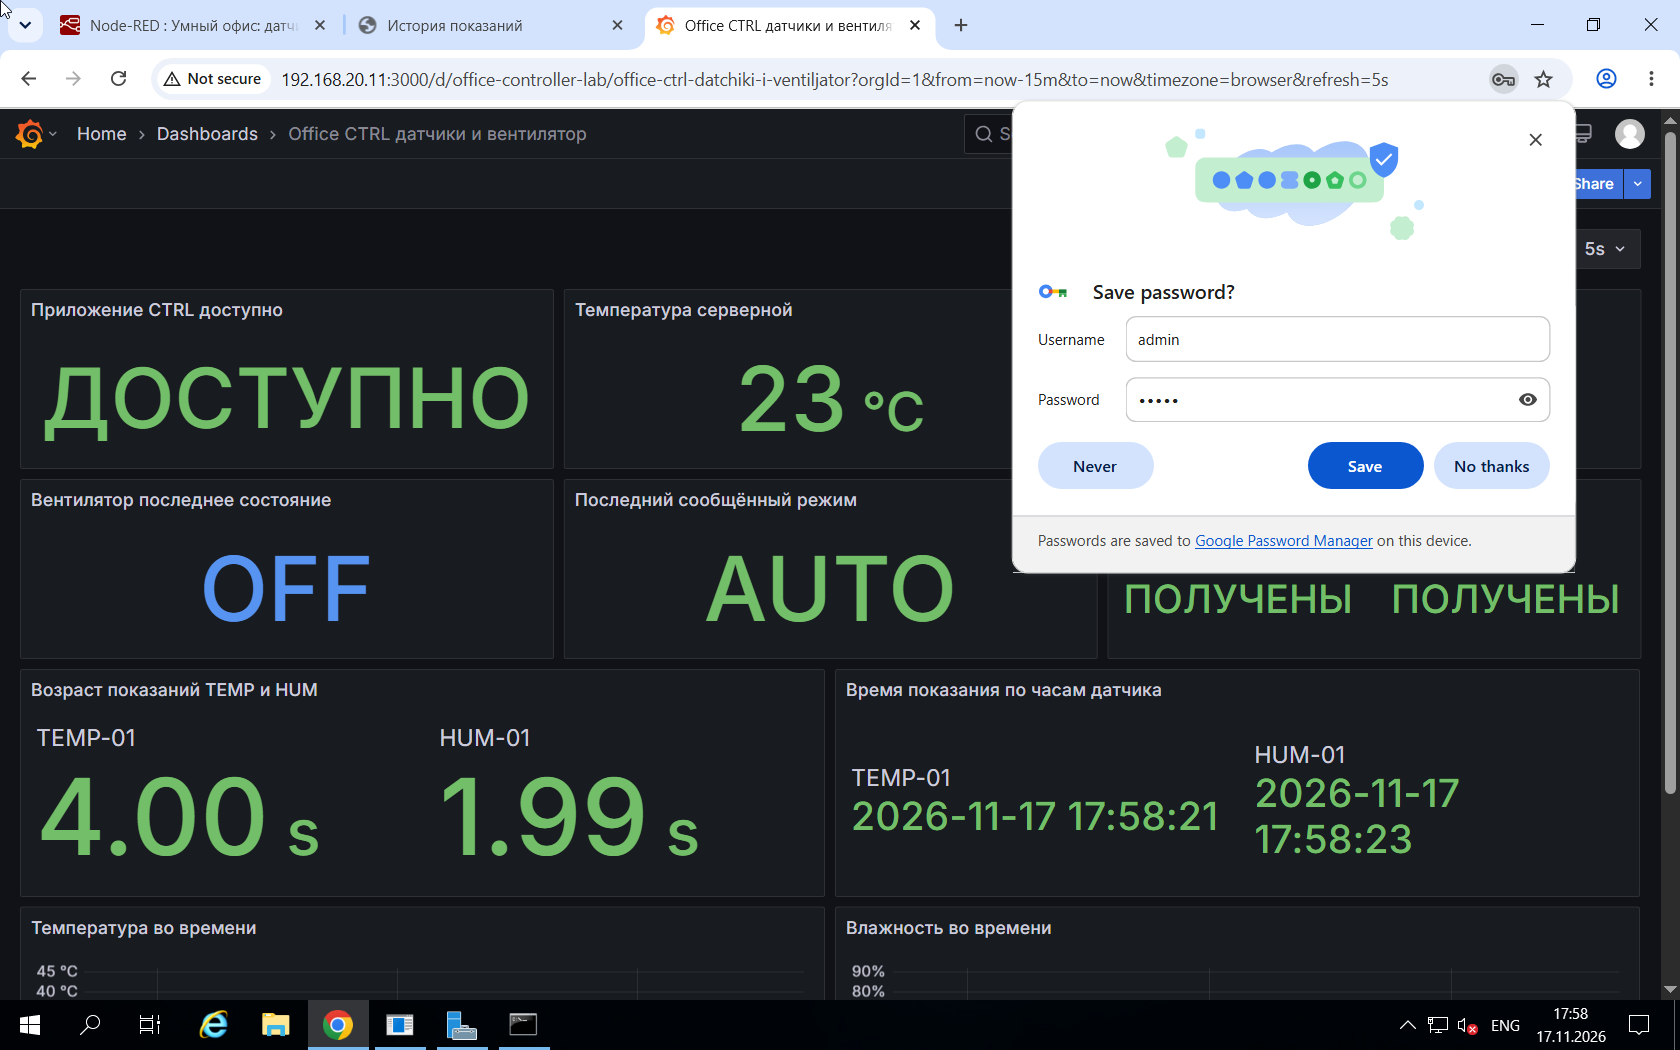 Node-RED : Умный офис: датч
История показаний
Office CTRL датчики и вентиля
Not secure
192.168.20.11:3000/d/office-controller-lab/office-ctrl-datchiki-i-ventiljator?orgId=1&from=now-15m&to=now&timezone=browser&refresh=5s
Home › Dashboards › Office CTRL датчики и вентилятор
S
Share
5s
Save password?
Username
admin
Password
•••••
Never
Save
No thanks
Passwords are saved to Google Password Manager on this device.
Приложение CTRL доступно
ДОСТУПНО
Температура серверной
23 °C
Вентилятор последнее состояние
OFF
Последний сообщённый режим
AUTO
ПОЛУЧЕНЫ ПОЛУЧЕНЫ
Возраст показаний TEMP и HUM
TEMP-01
4.00 s
HUM-01
1.99 s
Время показания по часам датчика
TEMP-01
2026-11-17 17:58:21
HUM-01
2026-11-17
17:58:23
Температура во времени
45 °C
40 °C
Влажность во времени
90%
80%
ENG
17:58
17.11.2026